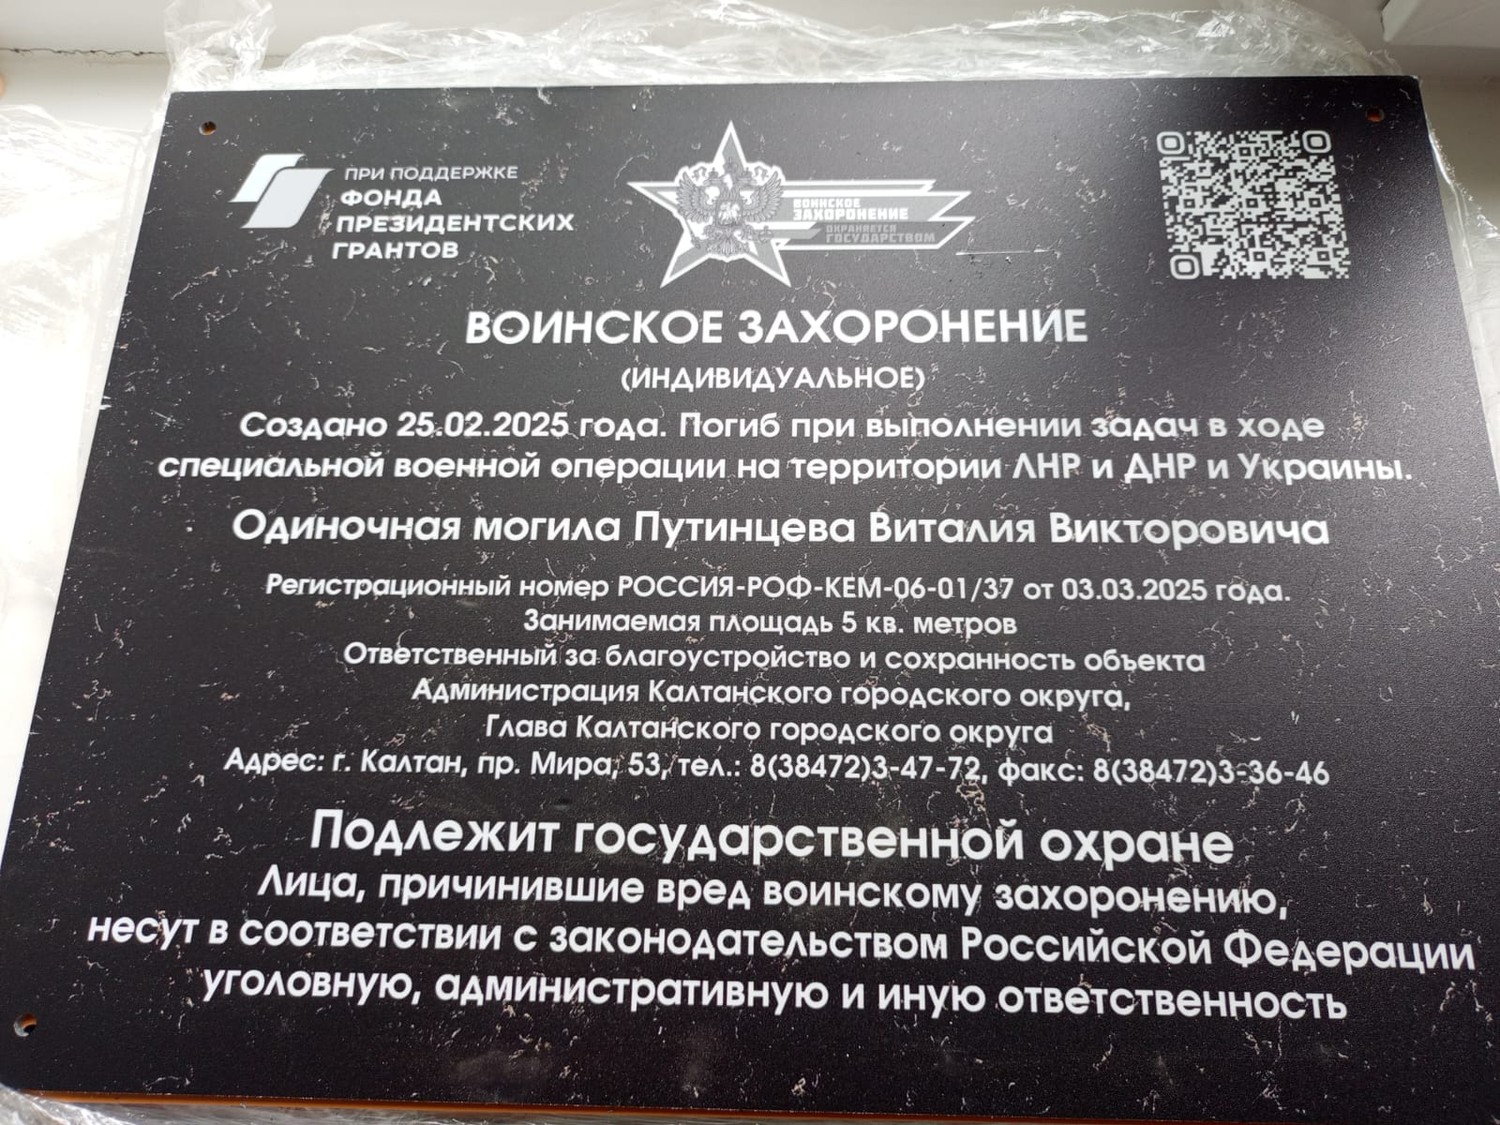 ПРИ ПОДДЕРЖКЕ
ФОНДА
ПРЕЗИДЕНТСКИХ
ГРАНТОВ
ВОИНСКОЕ
ЗАХОРОНЕНИЕ
ОХРАНЯЕТСЯ
ГОСУДАРСТВОМ
ВОИНСКОЕ ЗАХОРОНЕНИЕ
(ИНДИВИДУАЛЬНОЕ)
Создано 25.02.2025 года. Погиб при выполнении задач в ходе
специальной военной операции на территории ЛНР и ДНР и Украины.
Одиночная могила Путинцева Виталия Викторовича
Регистрационный номер РОССИЯ-РОФ-КЕМ-06-01/37 от 03.03.2025 года.
Занимаемая площадь 5 кв. метров
Ответственный за благоустройство и сохранность объекта
Администрация Калтанского городского округа,
Глава Калтанского городского округа
Адрес: г. Калтан, пр. Мира, 53, тел.: 8(38472)3-47-72, факс: 8(38472)3-36-46
Подлежит государственной охране
Лица, причинившие вред воинскому захоронению,
несут в соответствии с законодательством Российской Федерации
уголовную, административную и иную ответственность